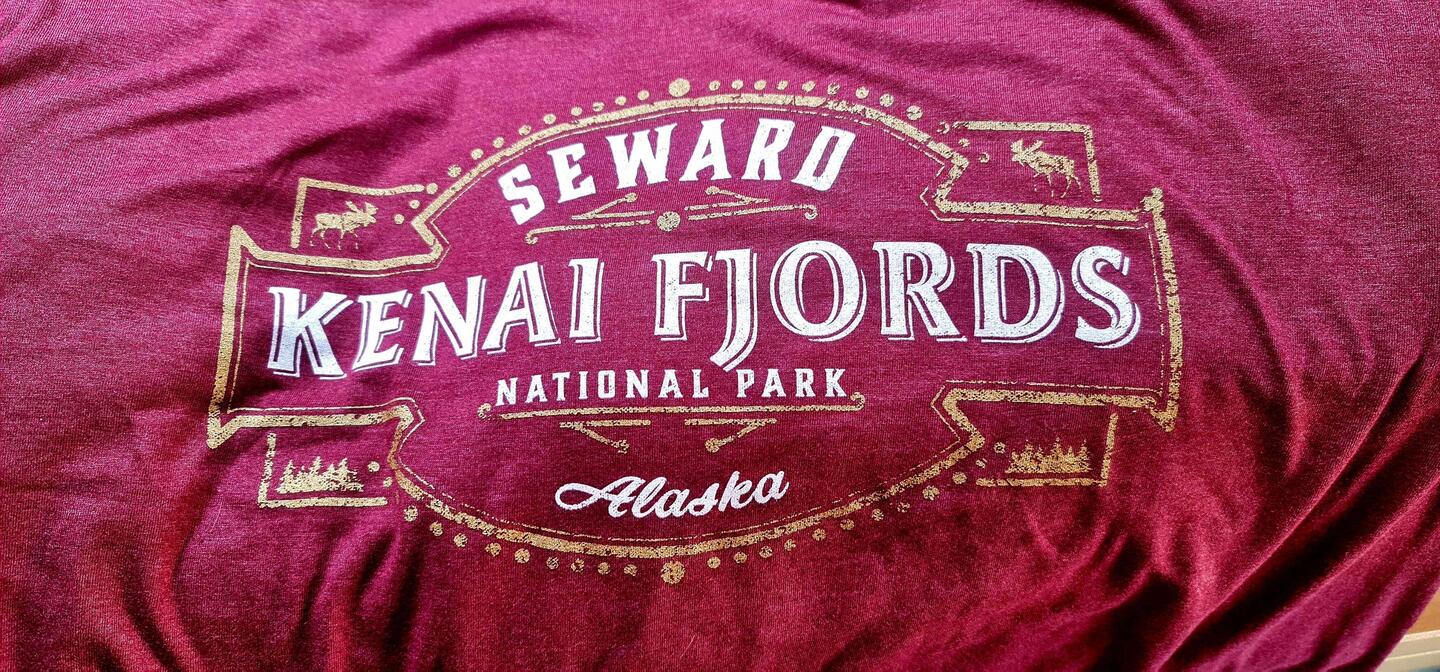 SEWARD
KENAI FJORDS
NATIONAL PARK
Alaska